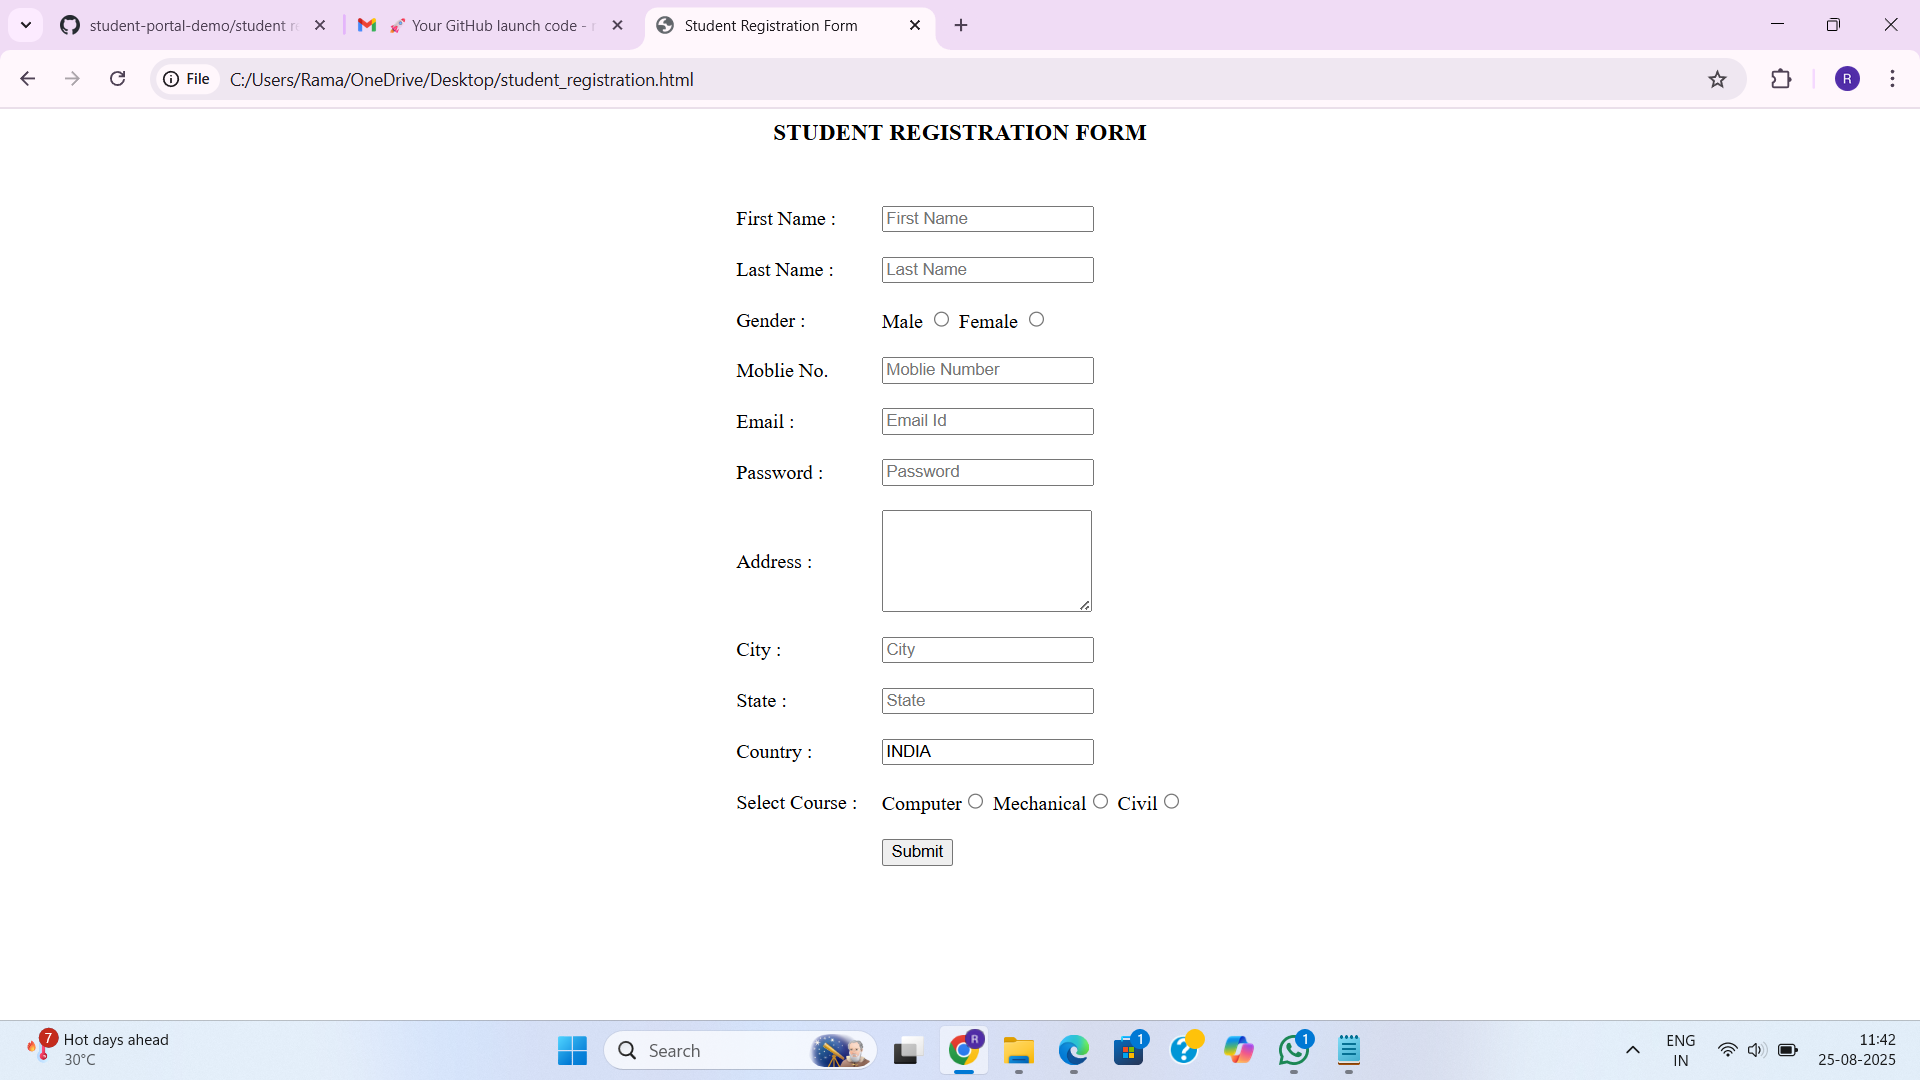 student-portal-demo/student r
🚀 Your GitHub launch code - r
Student Registration Form
File
C:/Users/Rama/OneDrive/Desktop/student_registration.html
R
STUDENT REGISTRATION FORM
First Name : First Name
Last Name : Last Name
Gender : Male Female
Moblie No. Moblie Number
Email : Email Id
Password : Password
Address :
City : City
State : State
Country : INDIA
Select Course : Computer Mechanical Civil
Submit
7
Hot days ahead
30°C
Search
R
1
1
ENG
IN
11:42
25-08-2025